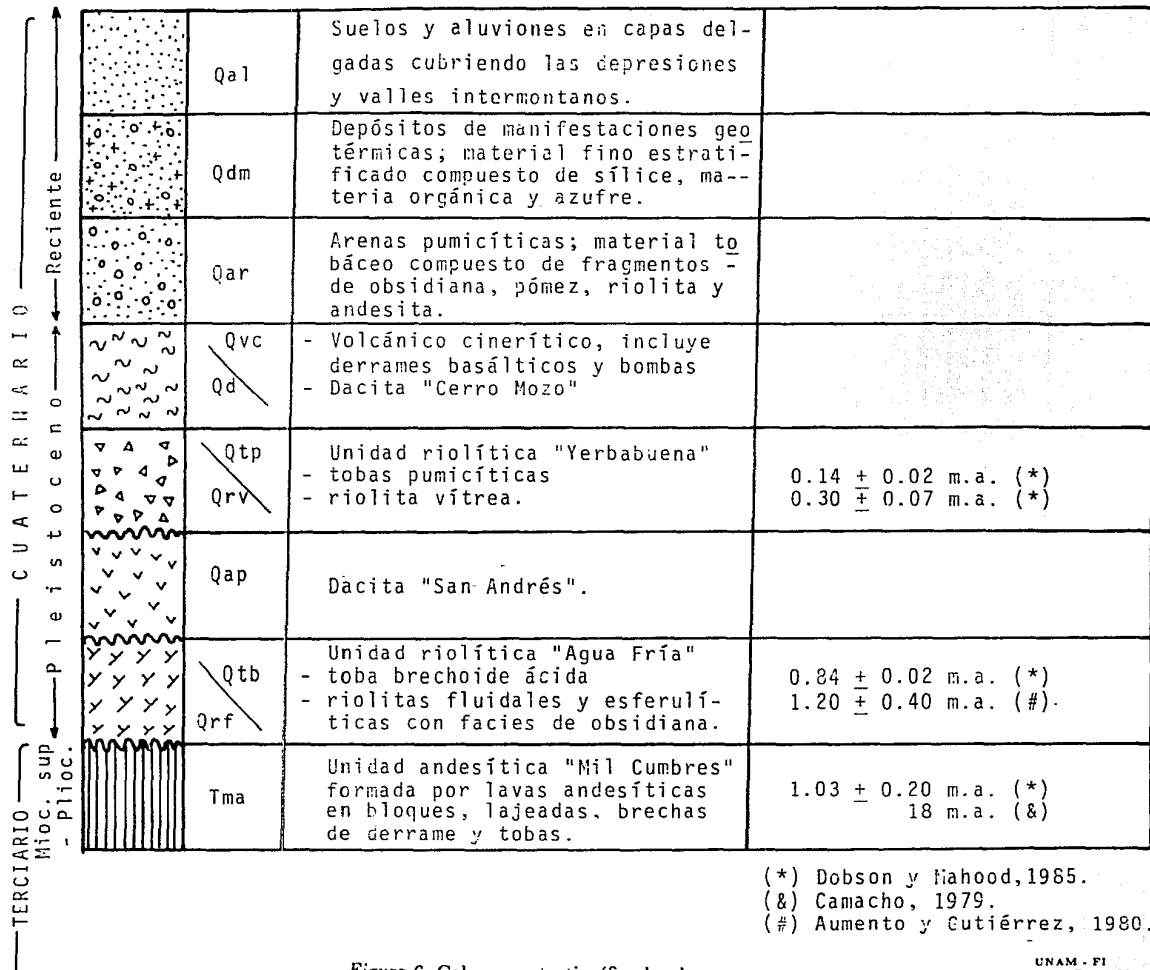 CUATERNARIO
TERCIARIO
Reciente
Pleistoceno
Mioc. sup
- Plioc.
Qal
Suelos y aluviones en capas del-
gadas cubriendo las depresiones
y valles intermontanos.
Qdm
Depósitos de manifestaciones geo
térmicas; material fino estrati-
ficado compuesto de sílice, ma--
teria orgánica y azufre.
Qar
Arenas pumicíticas; material to
báceo compuesto de fragmentos -
de obsidiana, pómez, riolita y
andesita.
Qvc
Qd
- Volcánico cinerítico, incluye
derrames basálticos y bombas
- Dacita "Cerro Mozo"
Qtp
Qrv
Unidad riolítica "Yerbabuena"
- tobas pumicíticas
- riolita vítrea.
0.14 ± 0.02 m.a. (*)
0.30 ± 0.07 m.a. (*)
Qap
Dacita "San Andrés".
Qtb
Qrf
Unidad riolítica "Agua Fría"
- toba brechoide ácida
- riolitas fluidales y esferulí-
ticas con facies de obsidiana.
0.84 ± 0.02 m.a. (*)
1.20 ± 0.40 m.a. (#).
Tma
Unidad andesítica "Mil Cumbres"
formada por lavas andesíticas
en bloques, lajeadas, brechas
de derrame y tobas.
1.03 ± 0.20 m.a. (*)
18 m.a. (&)
(*) Dobson y Mahood,1985.
(&) Camacho, 1979.
(#) Aumento y Gutiérrez, 1980.
UNAM - FI
Figure 6